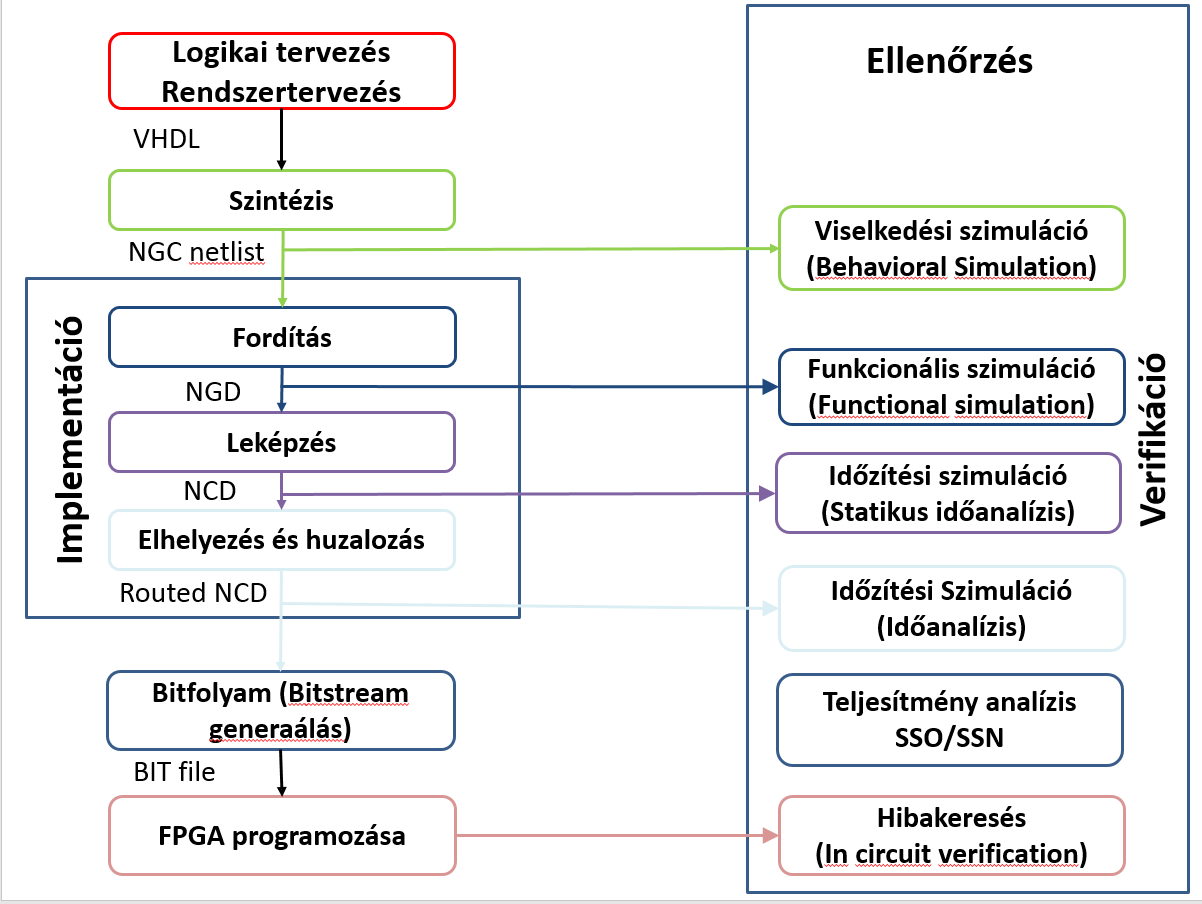 Logikai tervezés
Rendszertervezés
VHDL
Szintézis
NGC netlist
Implementáció
Fordítás
NGD
Leképzés
NCD
Elhelyezés és huzalozás
Routed NCD
Bitfolyam (Bitstream
generaálás)
BIT file
FPGA programozása
Ellenőrzés
Viselkedési szimuláció
(Behavioral Simulation)
Funkcionális szimuláció
(Functional simulation)
Verifikáció
Időzítési szimuláció
(Statikus időanalízis)
Időzítési Szimuláció
(Időanalízis)
Teljesítmény analízis
SSO/SSN
Hibakeresés
(In circuit verification)